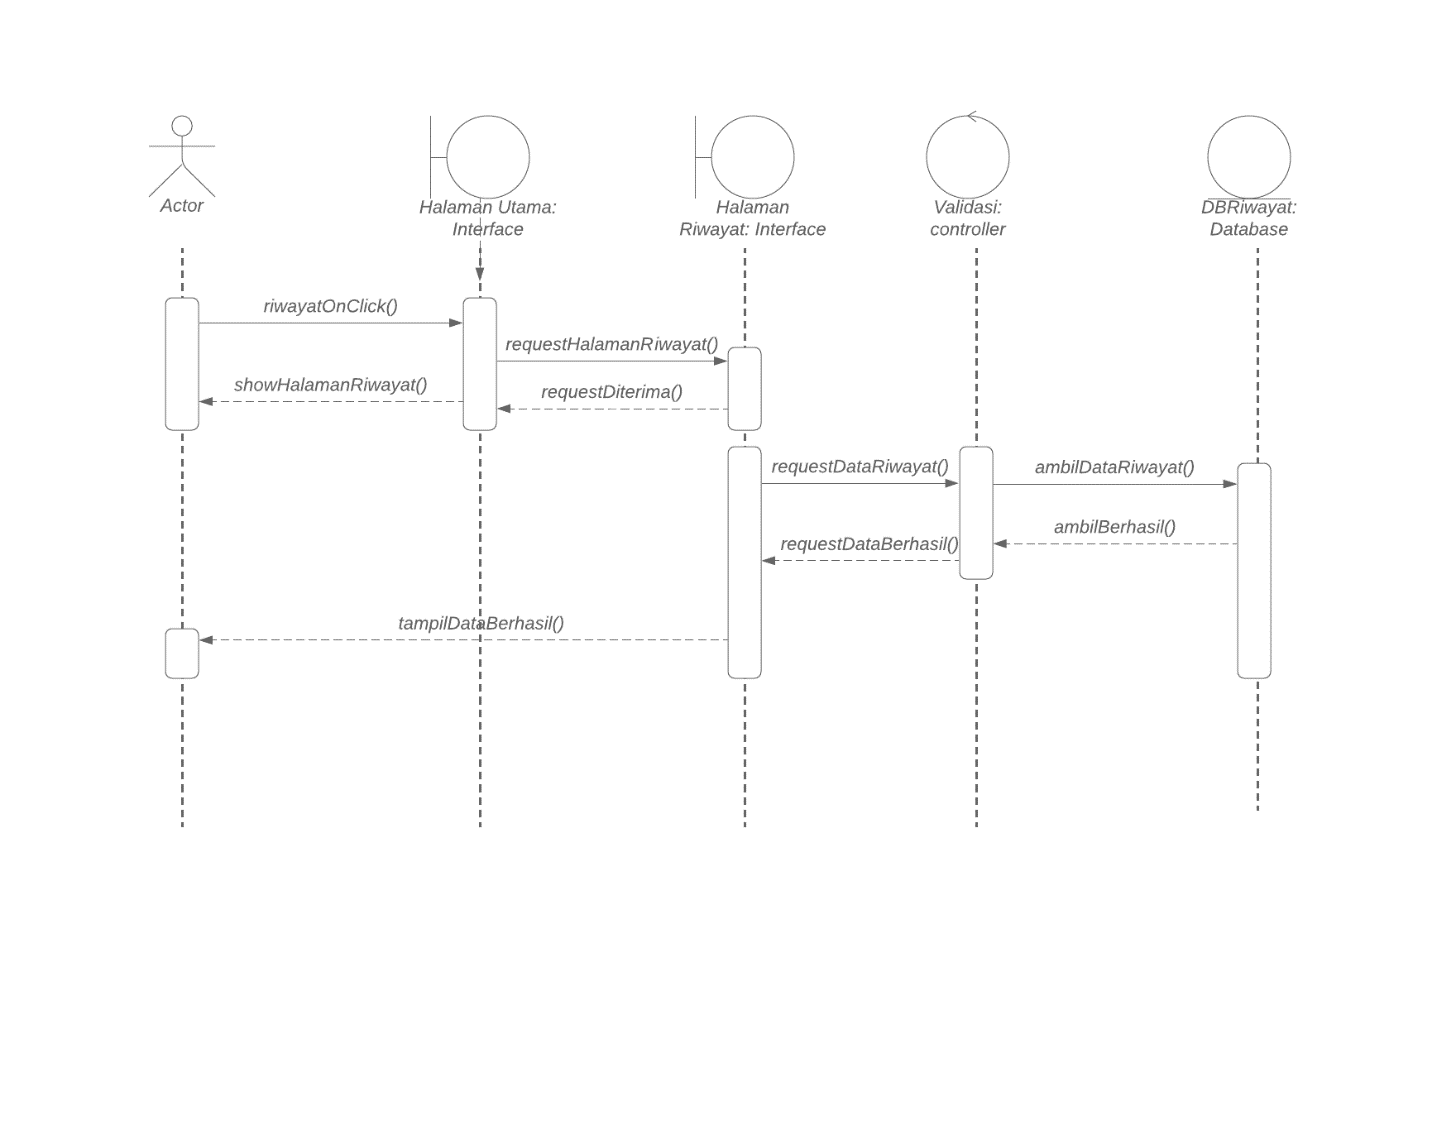 Actor
Halaman Utama:
Interface
Halaman
Riwayat: Interface
Validasi:
controller
DBRiwayat:
Database
riwayatOnClick()
requestHalamanRiwayat()
showHalamanRiwayat()
requestDiterima()
requestDataRiwayat()
ambilDataRiwayat()
ambilBerhasil()
requestDataBerhasil()
tampilDataBerhasil()